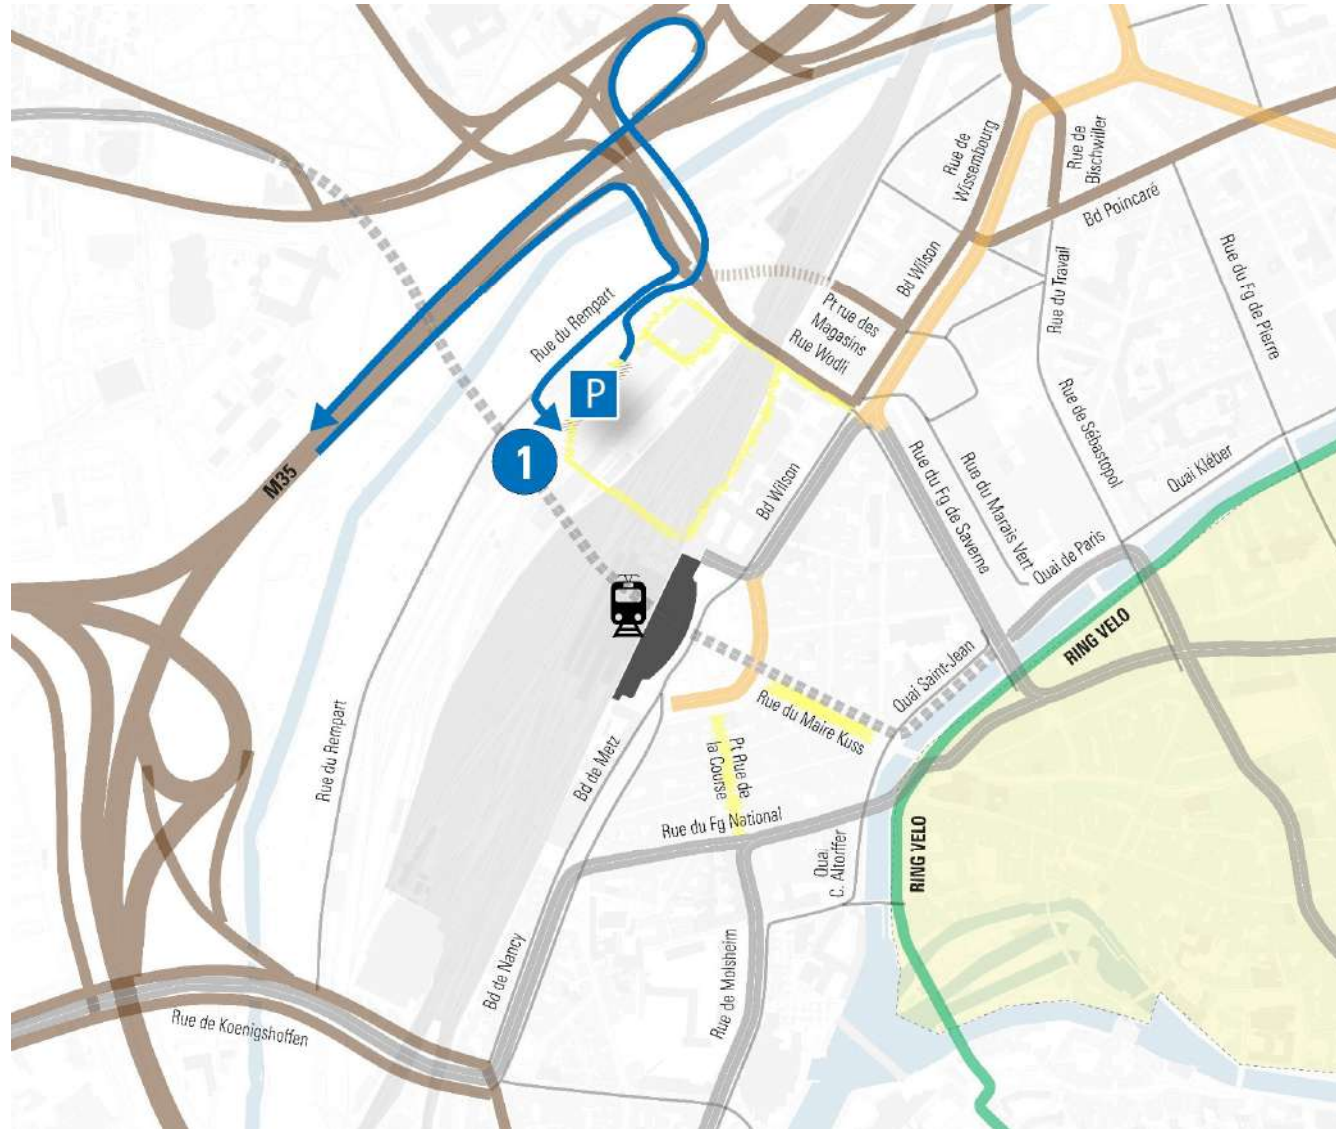 Rue de
Wissembourg
Rue de
Bischwiller
Bd Poincaré
Bd Wilson
Rue du Travail
Rue du Fg de Pierre
Rue du Rempart
Pt rue des
Magasins
Rue Wodli
P
1
M35
Bd Wilson
Rue du Fg de Saverne
Rue du Marais Vert
Rue de Sébastopol
Quai Kléber
Quai de Paris
RING VELO
Quai Saint-Jean
Rue du Maire Kuss
Rue du Rempart
Bd de Metz
Pt Rue de
la Course
Rue du Fg National
Quai
C. Altorffer
RING VELO
Bd de Nancy
Rue de Molsheim
Rue de Koenigshoffen